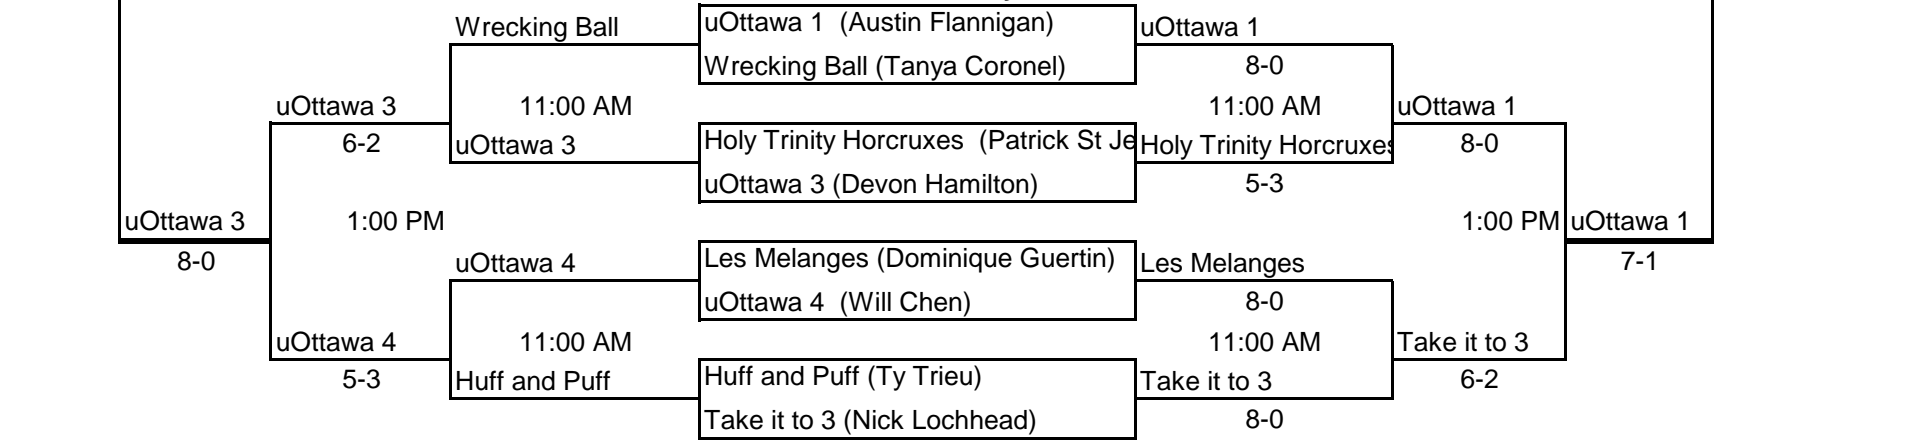 Wrecking Ball
uOttawa 1 (Austin Flannigan)
uOttawa 1
Wrecking Ball (Tanya Coronel)
8-0
uOttawa 3
11:00 AM
11:00 AM
uOttawa 1
6-2
uOttawa 3
Holy Trinity Horcruxes (Patrick St Je
Holy Trinity Horcruxes
8-0
uOttawa 3 (Devon Hamilton)
5-3
uOttawa 3
1:00 PM
1:00 PM
uOttawa 1
8-0
uOttawa 4
Les Melanges (Dominique Guertin)
Les Melanges
7-1
uOttawa 4 (Will Chen)
8-0
uOttawa 4
11:00 AM
11:00 AM
Take it to 3
5-3
Huff and Puff
Huff and Puff (Ty Trieu)
Take it to 3
6-2
Take it to 3 (Nick Lochhead)
8-0